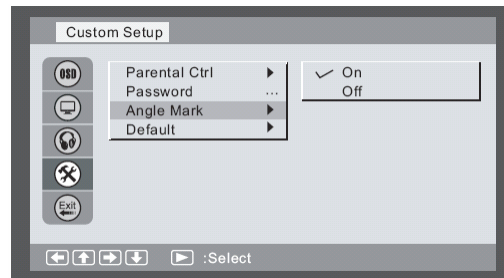 Custom Setup
OSD
Parental Ctrl
Password ...
Angle Mark
Default
On
Off
Exit
:Select